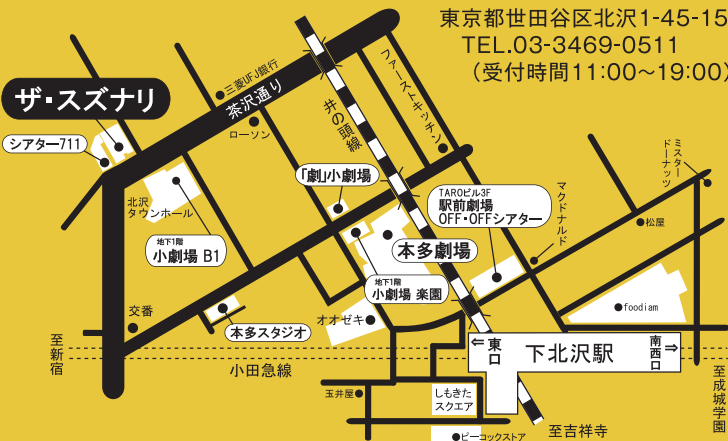 東京都世田谷区北沢1-45-15
TEL.03-3469-0511
(受付時間11:00〜19:00)
三菱UFJ銀行
茶沢通り
ザ・スズナリ
ローソン
シアター711
井の頭線
ファーストキッチン
「劇」小劇場
北沢
タウンホール
地下1階
小劇場 B1
TAROビル3F
駅前劇場
OFF・OFFシアター
マクドナルド
ミスター
ドーナッツ
松屋
本多劇場
地下1階
小劇場 楽園
交番
本多スタジオ
オオゼキ
foodiam
至新宿
小田急線
⇐東口
下北沢駅
南西口⇒
至成城学園
玉井屋
しもきた
スクエア
ピーコックストア
至吉祥寺